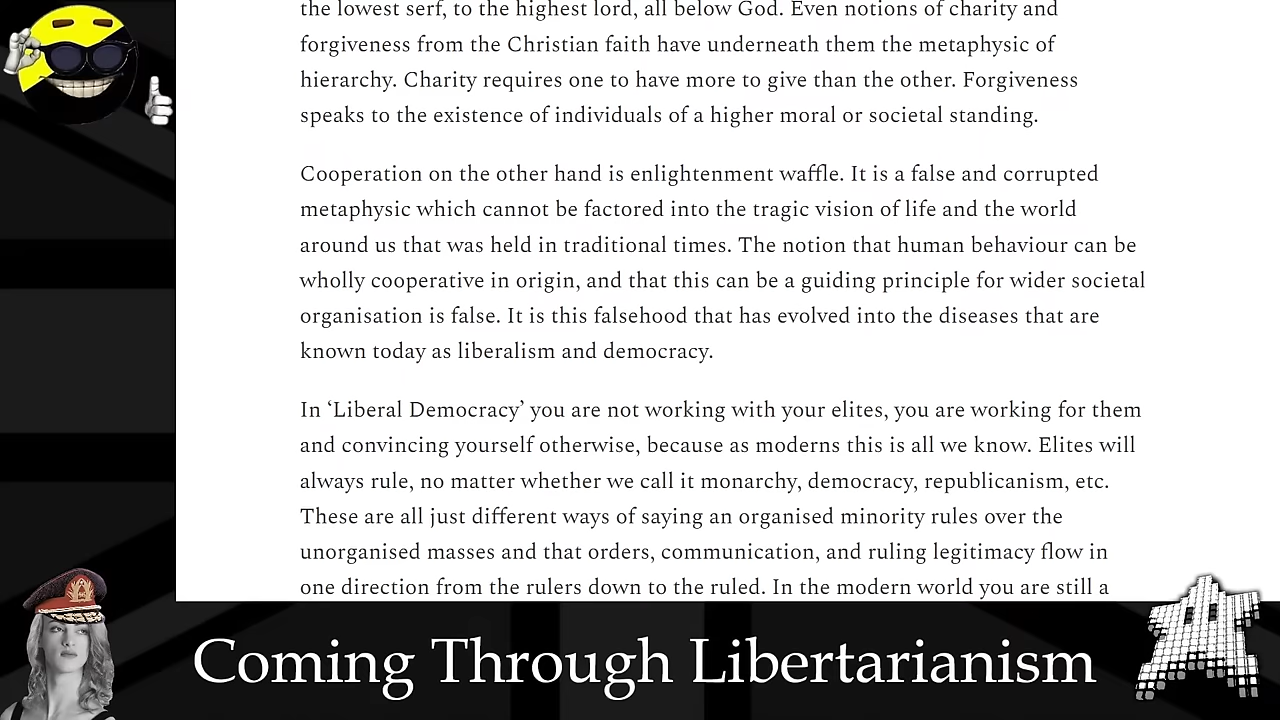 the lowest serf, to the highest lord, all below God. Even notions of charity and
forgiveness from the Christian faith have underneath them the metaphysic of
hierarchy. Charity requires one to have more to give than the other. Forgiveness
speaks to the existence of individuals of a higher moral or societal standing.
Cooperation on the other hand is enlightenment waffle. It is a false and corrupted
metaphysic which cannot be factored into the tragic vision of life and the world
around us that was held in traditional times. The notion that human behaviour can be
wholly cooperative in origin, and that this can be a guiding principle for wider societal
organisation is false. It is this falsehood that has evolved into the diseases that are
known today as liberalism and democracy.
In ‘Liberal Democracy’ you are not working with your elites, you are working for them
and convincing yourself otherwise, because as moderns this is all we know. Elites will
always rule, no matter whether we call it monarchy, democracy, republicanism, etc.
These are all just different ways of saying an organised minority rules over the
unorganised masses and that orders, communication, and ruling legitimacy flow in
one direction from the rulers down to the ruled. In the modern world you are still a
Coming Through Libertarianism